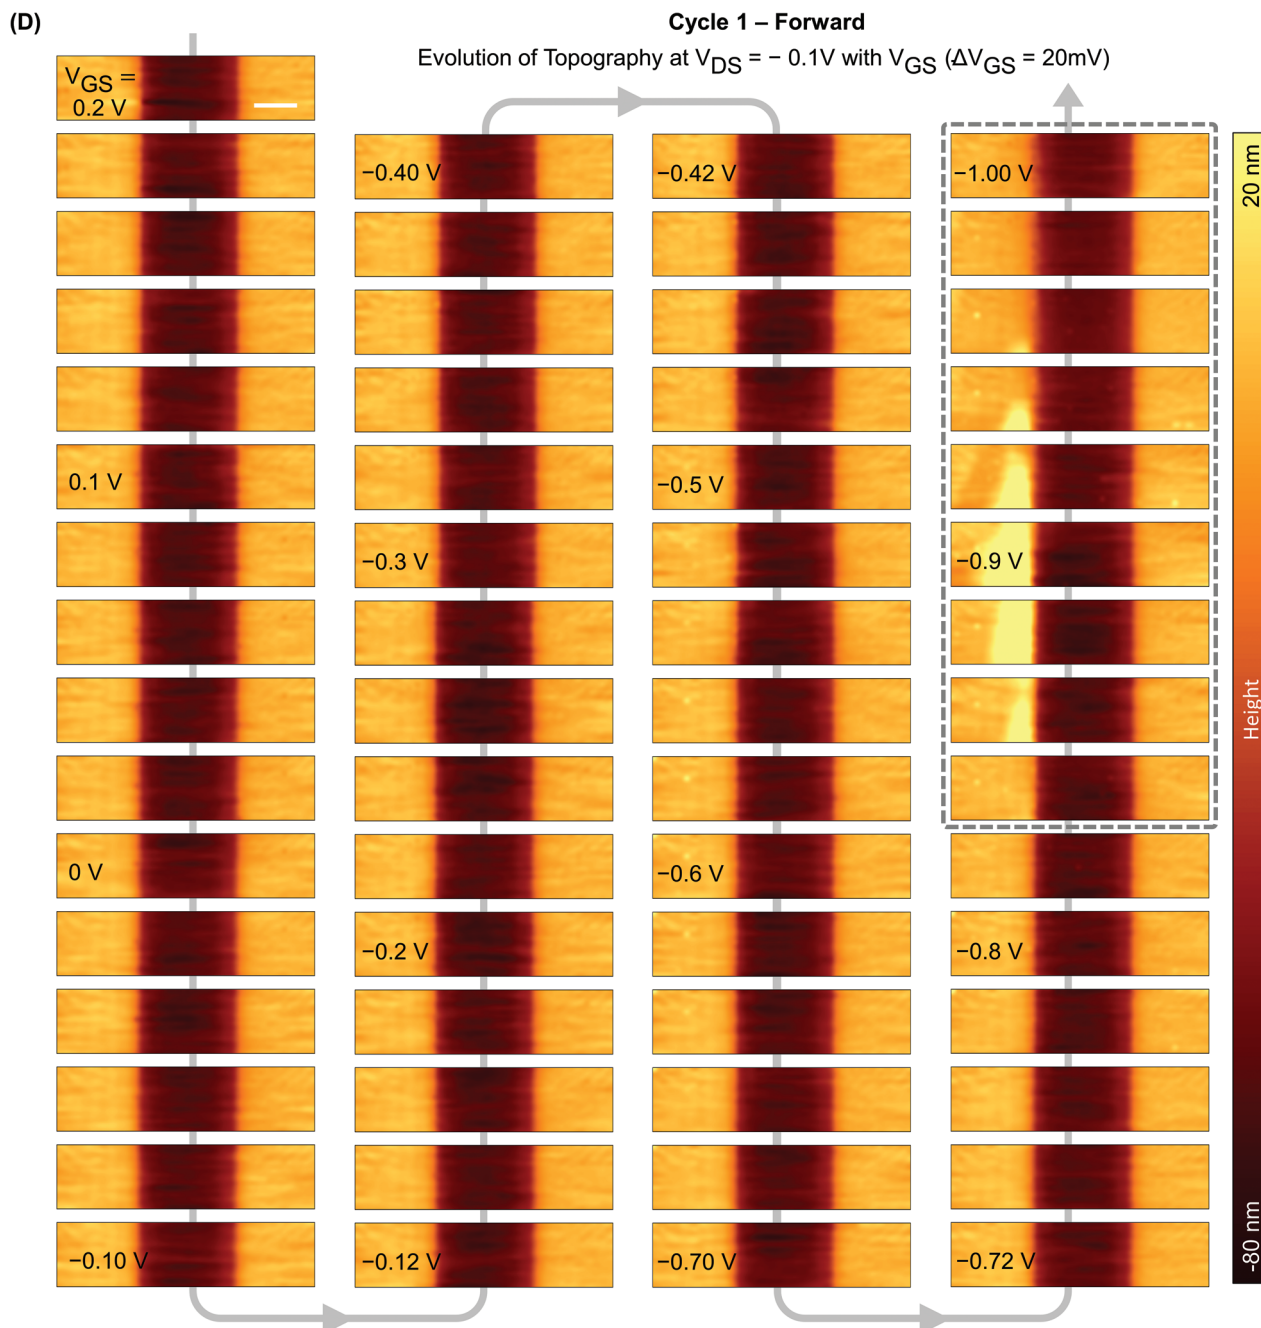 (D)
Cycle 1 – Forward
Evolution of Topography at VDS = − 0.1V with VGS (ΔVGS = 20mV)
VGS =
0.2 V
0.1 V
0 V
−0.10 V
−0.40 V
−0.3 V
−0.2 V
−0.12 V
−0.42 V
−0.5 V
−0.6 V
−0.70 V
−1.00 V
−0.9 V
−0.8 V
−0.72 V
20 nm
Height
-80 nm